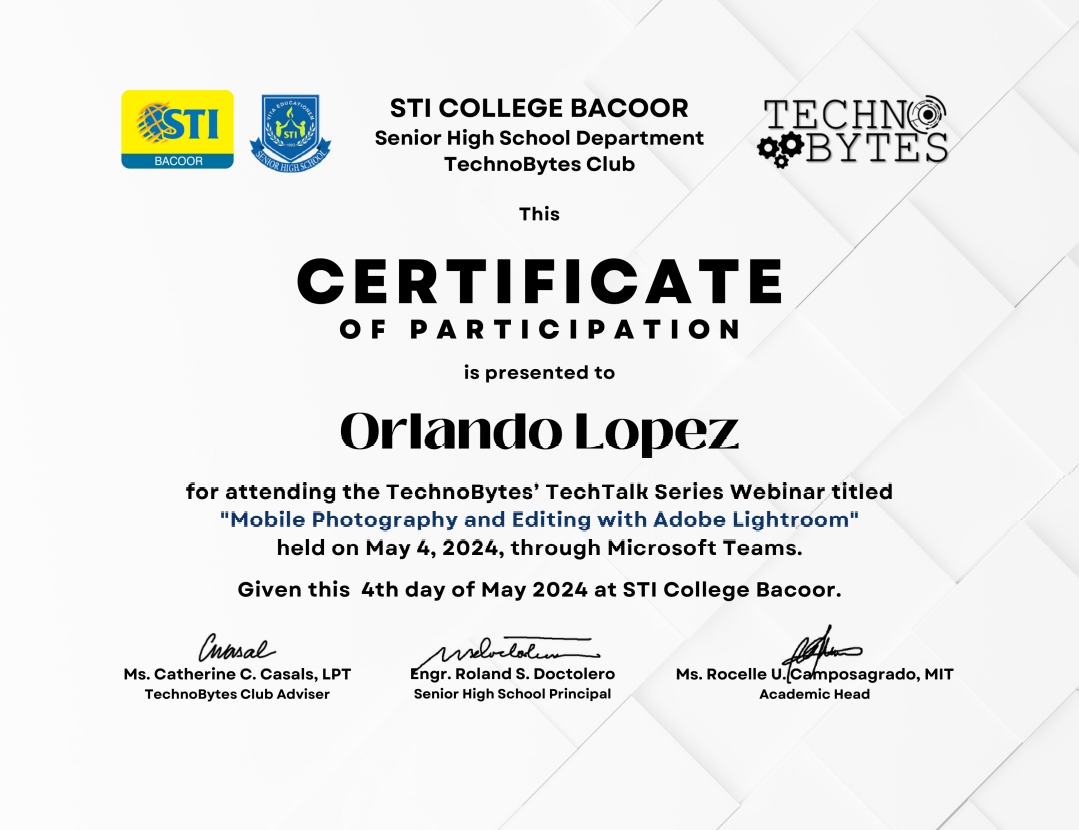 STI
BACOOR
VITA EDUCATIONEM
STI
SENIOR HIGH SCHOOL
STI COLLEGE BACOOR
Senior High School Department
TechnoBytes Club
TECHNO
BYTES
This
CERTIFICATE
OF PARTICIPATION
is presented to
Orlando Lopez
for attending the TechnoBytes’ TechTalk Series Webinar titled
"Mobile Photography and Editing with Adobe Lightroom"
held on May 4, 2024, through Microsoft Teams.
Given this 4th day of May 2024 at STI College Bacoor.
Ms. Catherine C. Casals, LPT
TechnoBytes Club Adviser
Engr. Roland S. Doctolero
Senior High School Principal
Ms. Rocelle U. Camposagrado, MIT
Academic Head